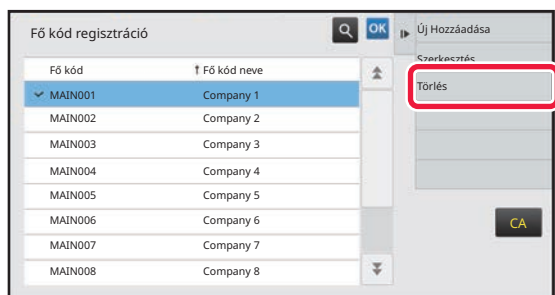 Fő kód regisztráció
OK
Új Hozzáadása
Szerkesztés
Törlés
Fő kód
Fő kód neve
MAIN001 Company 1
MAIN002 Company 2
MAIN003 Company 3
MAIN004 Company 4
MAIN005 Company 5
MAIN006 Company 6
MAIN007 Company 7
MAIN008 Company 8
CA